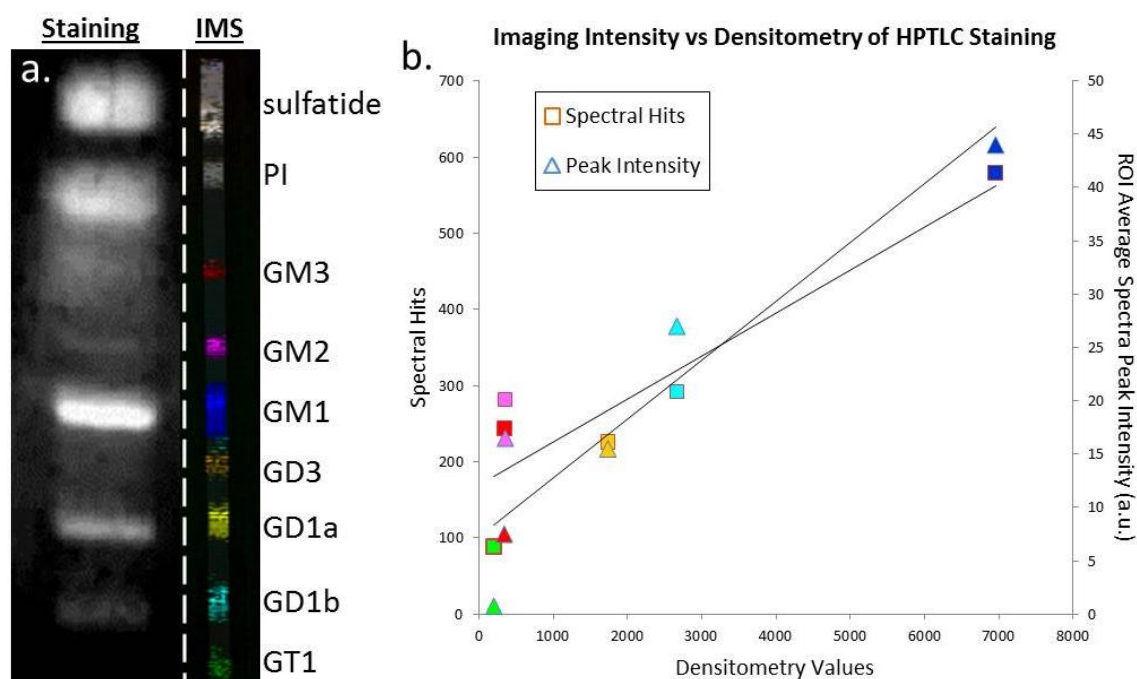 Staining IMS
a.
sulfatide
PI
GM3
GM2
GM1
GD3
GD1a
GD1b
GT1
b.
Imaging Intensity vs Densitometry of HPTLC Staining
Spectral Hits
Peak Intensity
Spectral Hits
700
600
500
400
300
200
100
0
50
45
40
35
30
25
20
15
10
5
0
ROI Average Spectra Peak Intensity (a.u.)
0 1000 2000 3000 4000 5000 6000 7000 8000
Densitometry Values